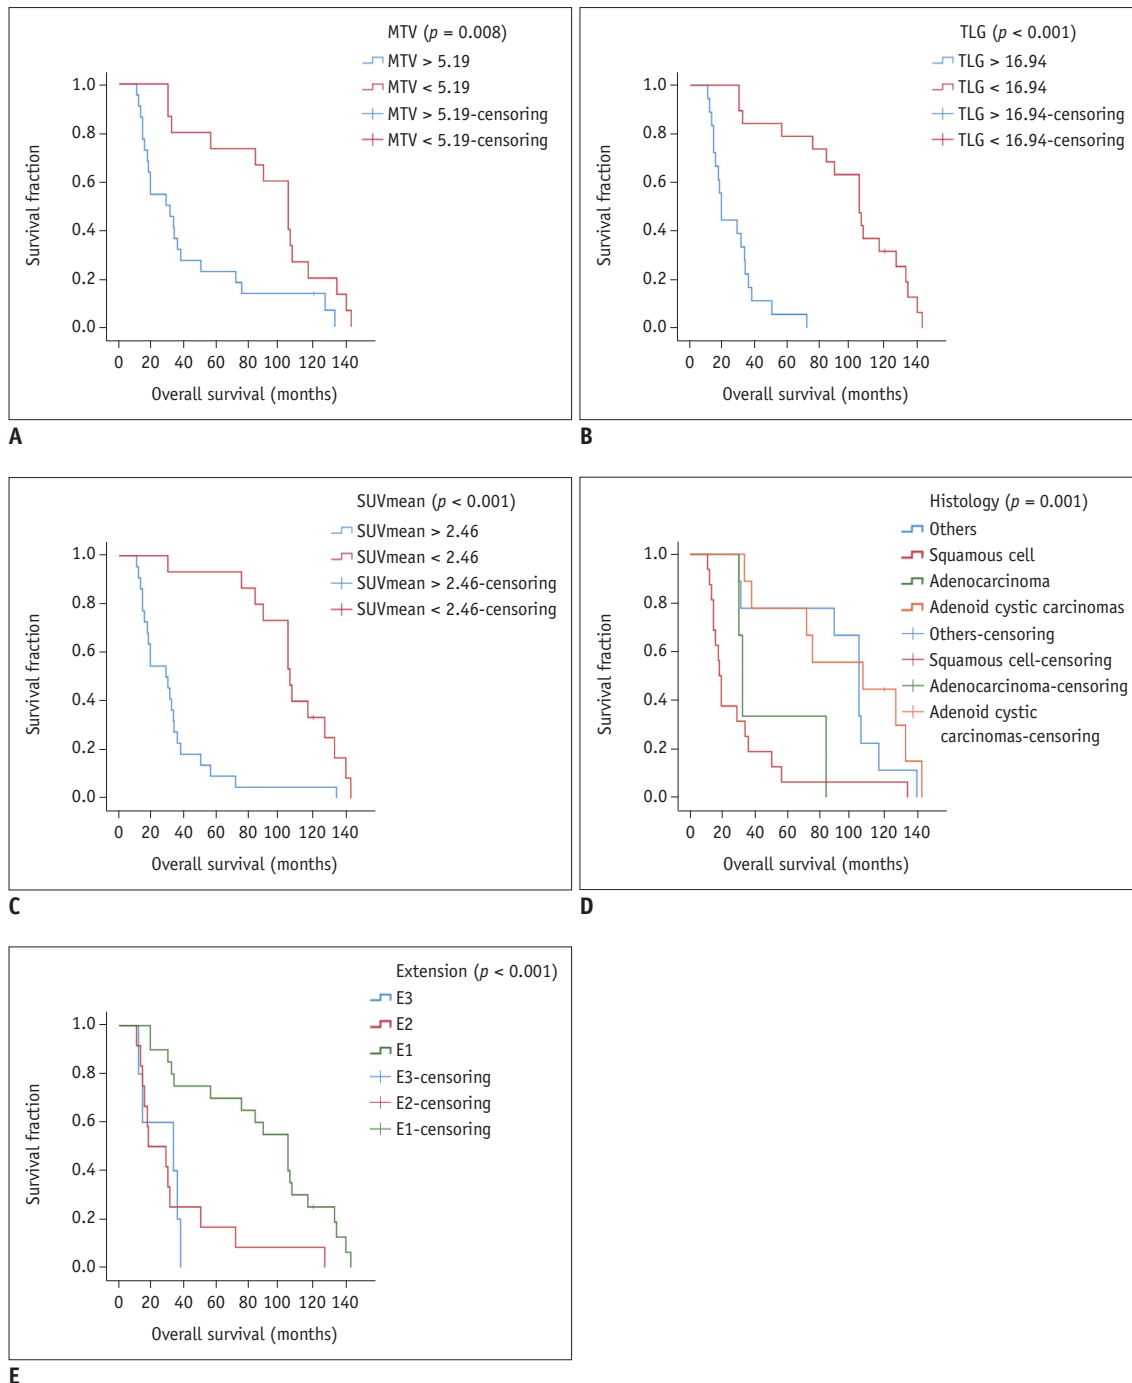 MTV (p = 0.008)
MTV > 5.19
MTV < 5.19
MTV > 5.19-censoring
MTV < 5.19-censoring
1.0
0.8
0.6
0.4
0.2
0.0
Survival fraction
0 20 40 60 80 100 120 140
Overall survival (months)
A
TLG (p < 0.001)
TLG > 16.94
TLG < 16.94
TLG > 16.94-censoring
TLG < 16.94-censoring
1.0
0.8
0.6
0.4
0.2
0.0
Survival fraction
0 20 40 60 80 100 120 140
Overall survival (months)
B
SUVmean (p < 0.001)
SUVmean > 2.46
SUVmean < 2.46
SUVmean > 2.46-censoring
SUVmean < 2.46-censoring
1.0
0.8
0.6
0.4
0.2
0.0
Survival fraction
0 20 40 60 80 100 120 140
Overall survival (months)
C
Histology (p = 0.001)
Others
Squamous cell
Adenocarcinoma
Adenoid cystic carcinomas
Others-censoring
Squamous cell-censoring
Adenocarcinoma-censoring
Adenoid cystic
carcinomas-censoring
1.0
0.8
0.6
0.4
0.2
0.0
Survival fraction
0 20 40 60 80 100 120 140
Overall survival (months)
D
Extension (p < 0.001)
E3
E2
E1
E3-censoring
E2-censoring
E1-censoring
1.0
0.8
0.6
0.4
0.2
0.0
Survival fraction
0 20 40 60 80 100 120 140
Overall survival (months)
E